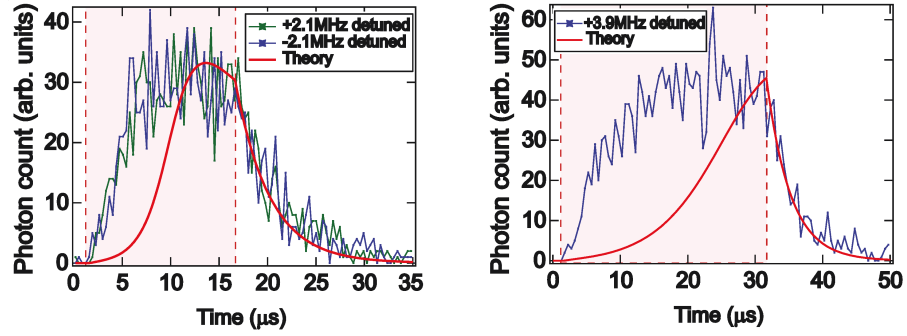 Photon count (arb. units)
40
30
20
10
0
+2.1MHz detuned
-2.1MHz detuned
Theory
0 5 10 15 20 25 30 35
Time (µs)
Photon count (arb. units)
60
50
40
30
20
10
0
+3.9MHz detuned
Theory
0 10 20 30 40 50
Time (µs)